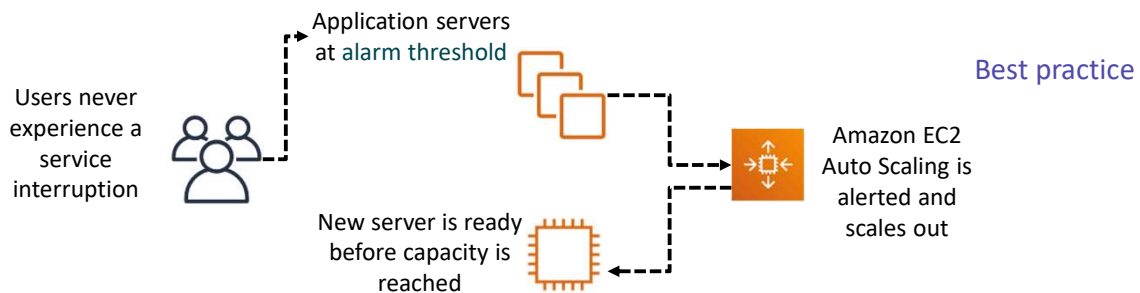 Application servers
at alarm threshold
Best practice
Users never
experience a
service
interruption
Amazon EC2
Auto Scaling is
alerted and
scales out
New server is ready
before capacity is
reached